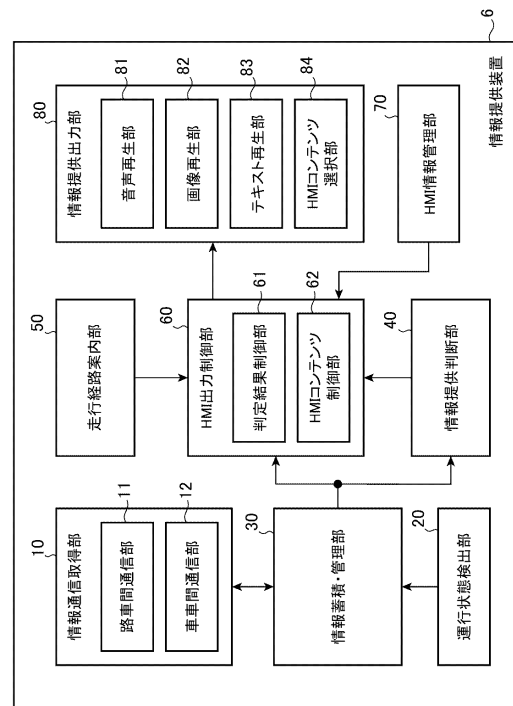 情報提供装置
6
情報通信取得部
10
路車間通信部
11
車車間通信部
12
情報蓄積・管理部
30
運行状態検出部
20
走行経路案内部
50
HMI出力制御部
60
判定結果制御部
61
HMIコンテンツ
制御部
62
情報提供判断部
40
情報提供出力部
80
音声再生部
81
画像再生部
82
テキスト再生部
83
HMIコンテンツ
選択部
84
HMI情報管理部
70